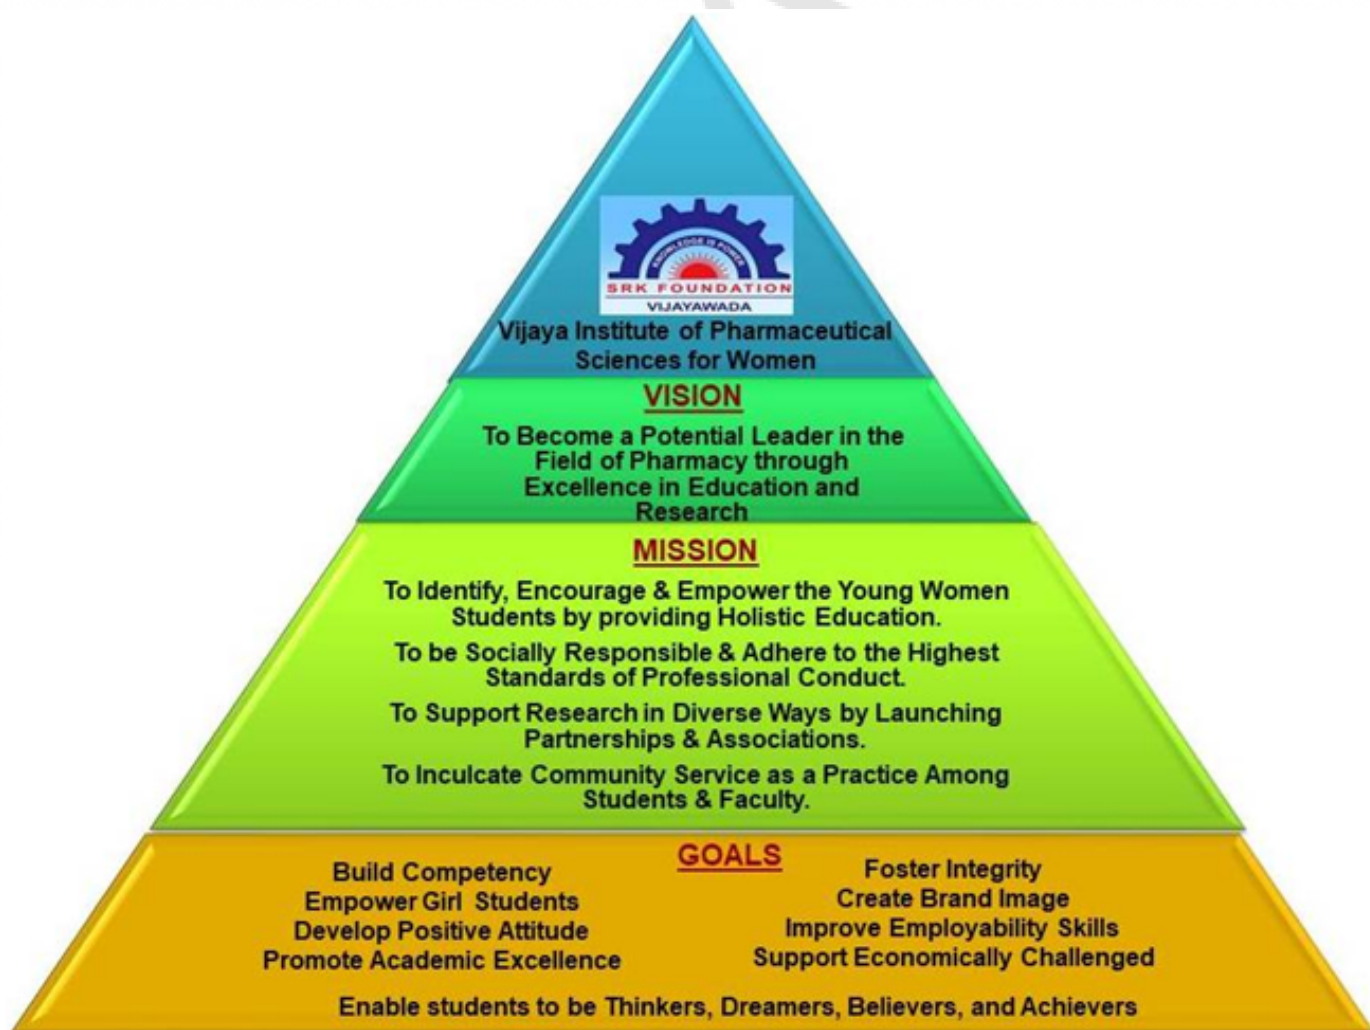 KNOWLEDGE IS POWER
SRK FOUNDATION
VIJAYAWADA
Vijaya Institute of Pharmaceutical
Sciences for Women
VISION
To Become a Potential Leader in the
Field of Pharmacy through
Excellence in Education and
Research
MISSION
To Identify, Encourage & Empower the Young Women
Students by providing Holistic Education.
To be Socially Responsible & Adhere to the Highest
Standards of Professional Conduct.
To Support Research in Diverse Ways by Launching
Partnerships & Associations.
To Inculcate Community Service as a Practice Among
Students & Faculty.
GOALS
Build Competency
Empower Girl Students
Develop Positive Attitude
Promote Academic Excellence
Foster Integrity
Create Brand Image
Improve Employability Skills
Support Economically Challenged
Enable students to be Thinkers, Dreamers, Believers, and Achievers